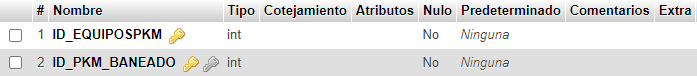 # Nombre Tipo Cotejamiento Atributos Nulo Predeterminado Comentarios Extra
1 ID_EQUIPOSPKM int No Ninguna
2 ID_PKM_BANEADO int No Ninguna